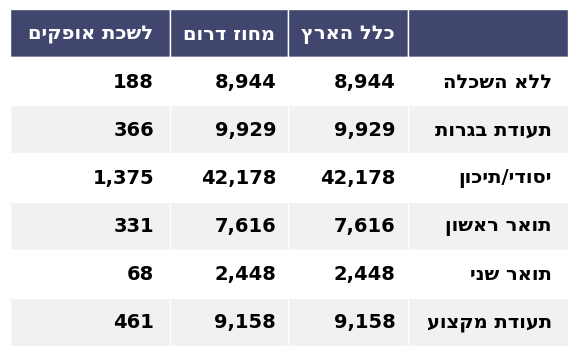 כלל הארץ מחוז דרום לשכת אופקים
ללא השכלה 8,944 8,944 188
תעודת בגרות 9,929 9,929 366
יסודי/תיכון 42,178 42,178 1,375
תואר ראשון 7,616 7,616 331
תואר שני 2,448 2,448 68
תעודת מקצוע 9,158 9,158 461